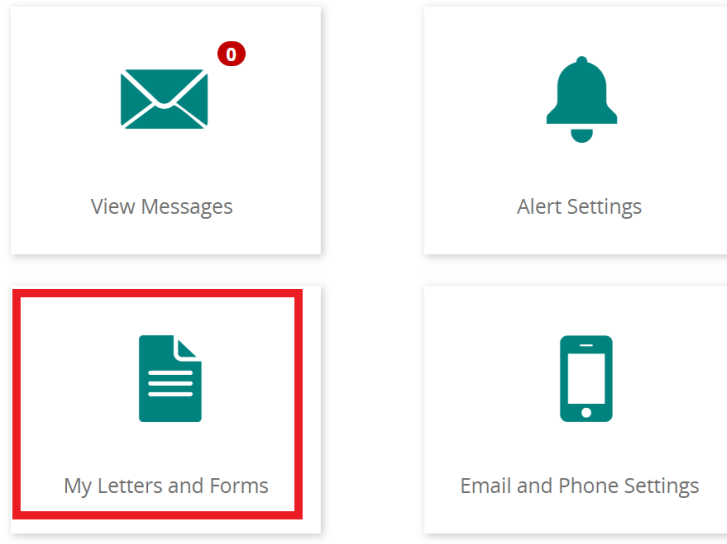 0
View Messages
Alert Settings
My Letters and Forms
Email and Phone Settings